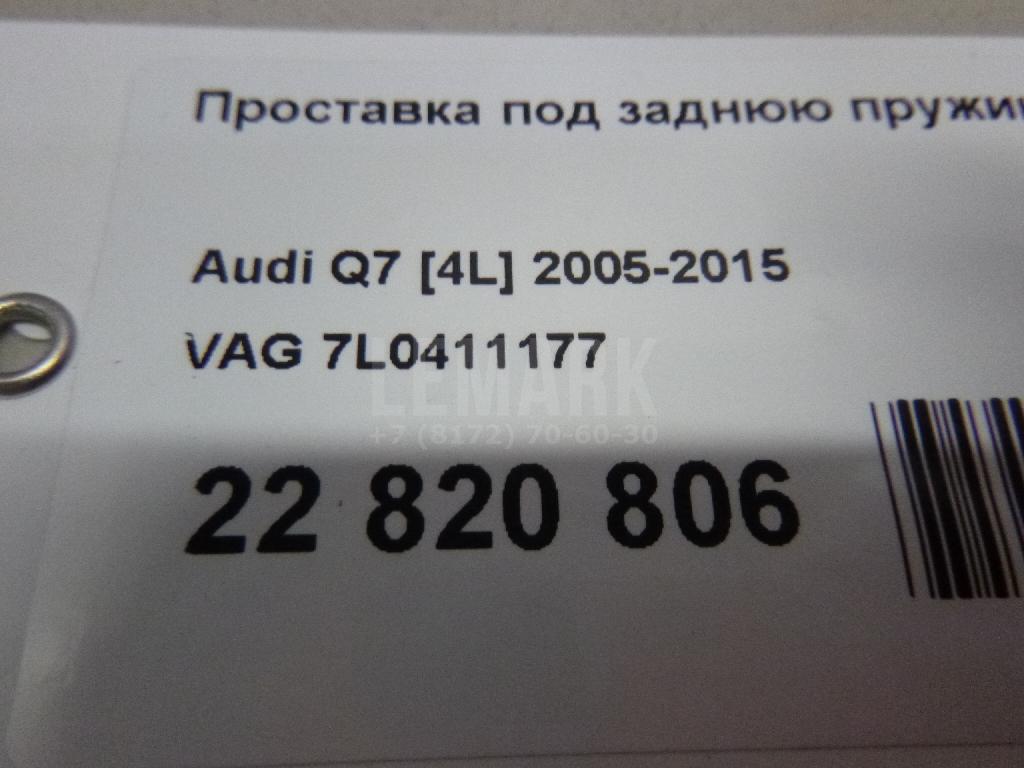 Проставка под заднюю пружин
Audi Q7 [4L] 2005-2015
VAG 7L0411177
LEMARK
+7 (8172) 70-60-30
22 820 806